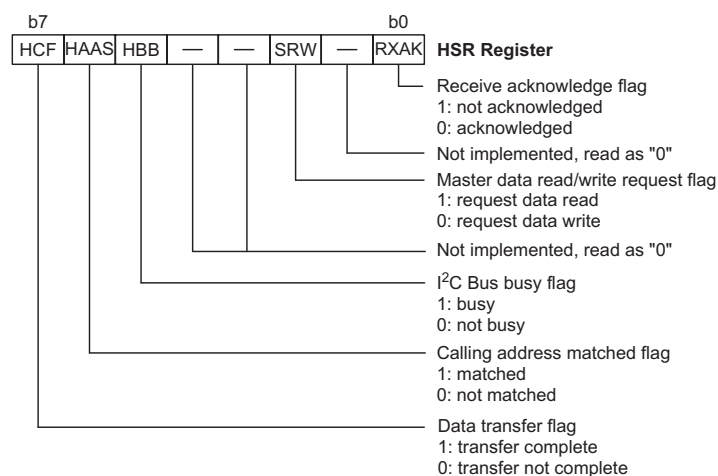 b7 b0
HCF HAAS HBB — — SRW — RXAK HSR Register
Receive acknowledge flag
1: not acknowledged
0: acknowledged
Not implemented, read as "0"
Master data read/write request flag
1: request data read
0: request data write
Not implemented, read as "0"
I²C Bus busy flag
1: busy
0: not busy
Calling address matched flag
1: matched
0: not matched
Data transfer flag
1: transfer complete
0: transfer not complete